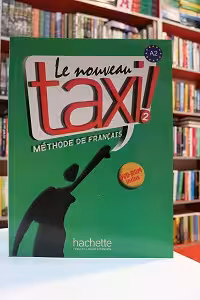 A2
Le nouveau
taxi!
2
MÉTHODE DE FRANÇAIS
hachette